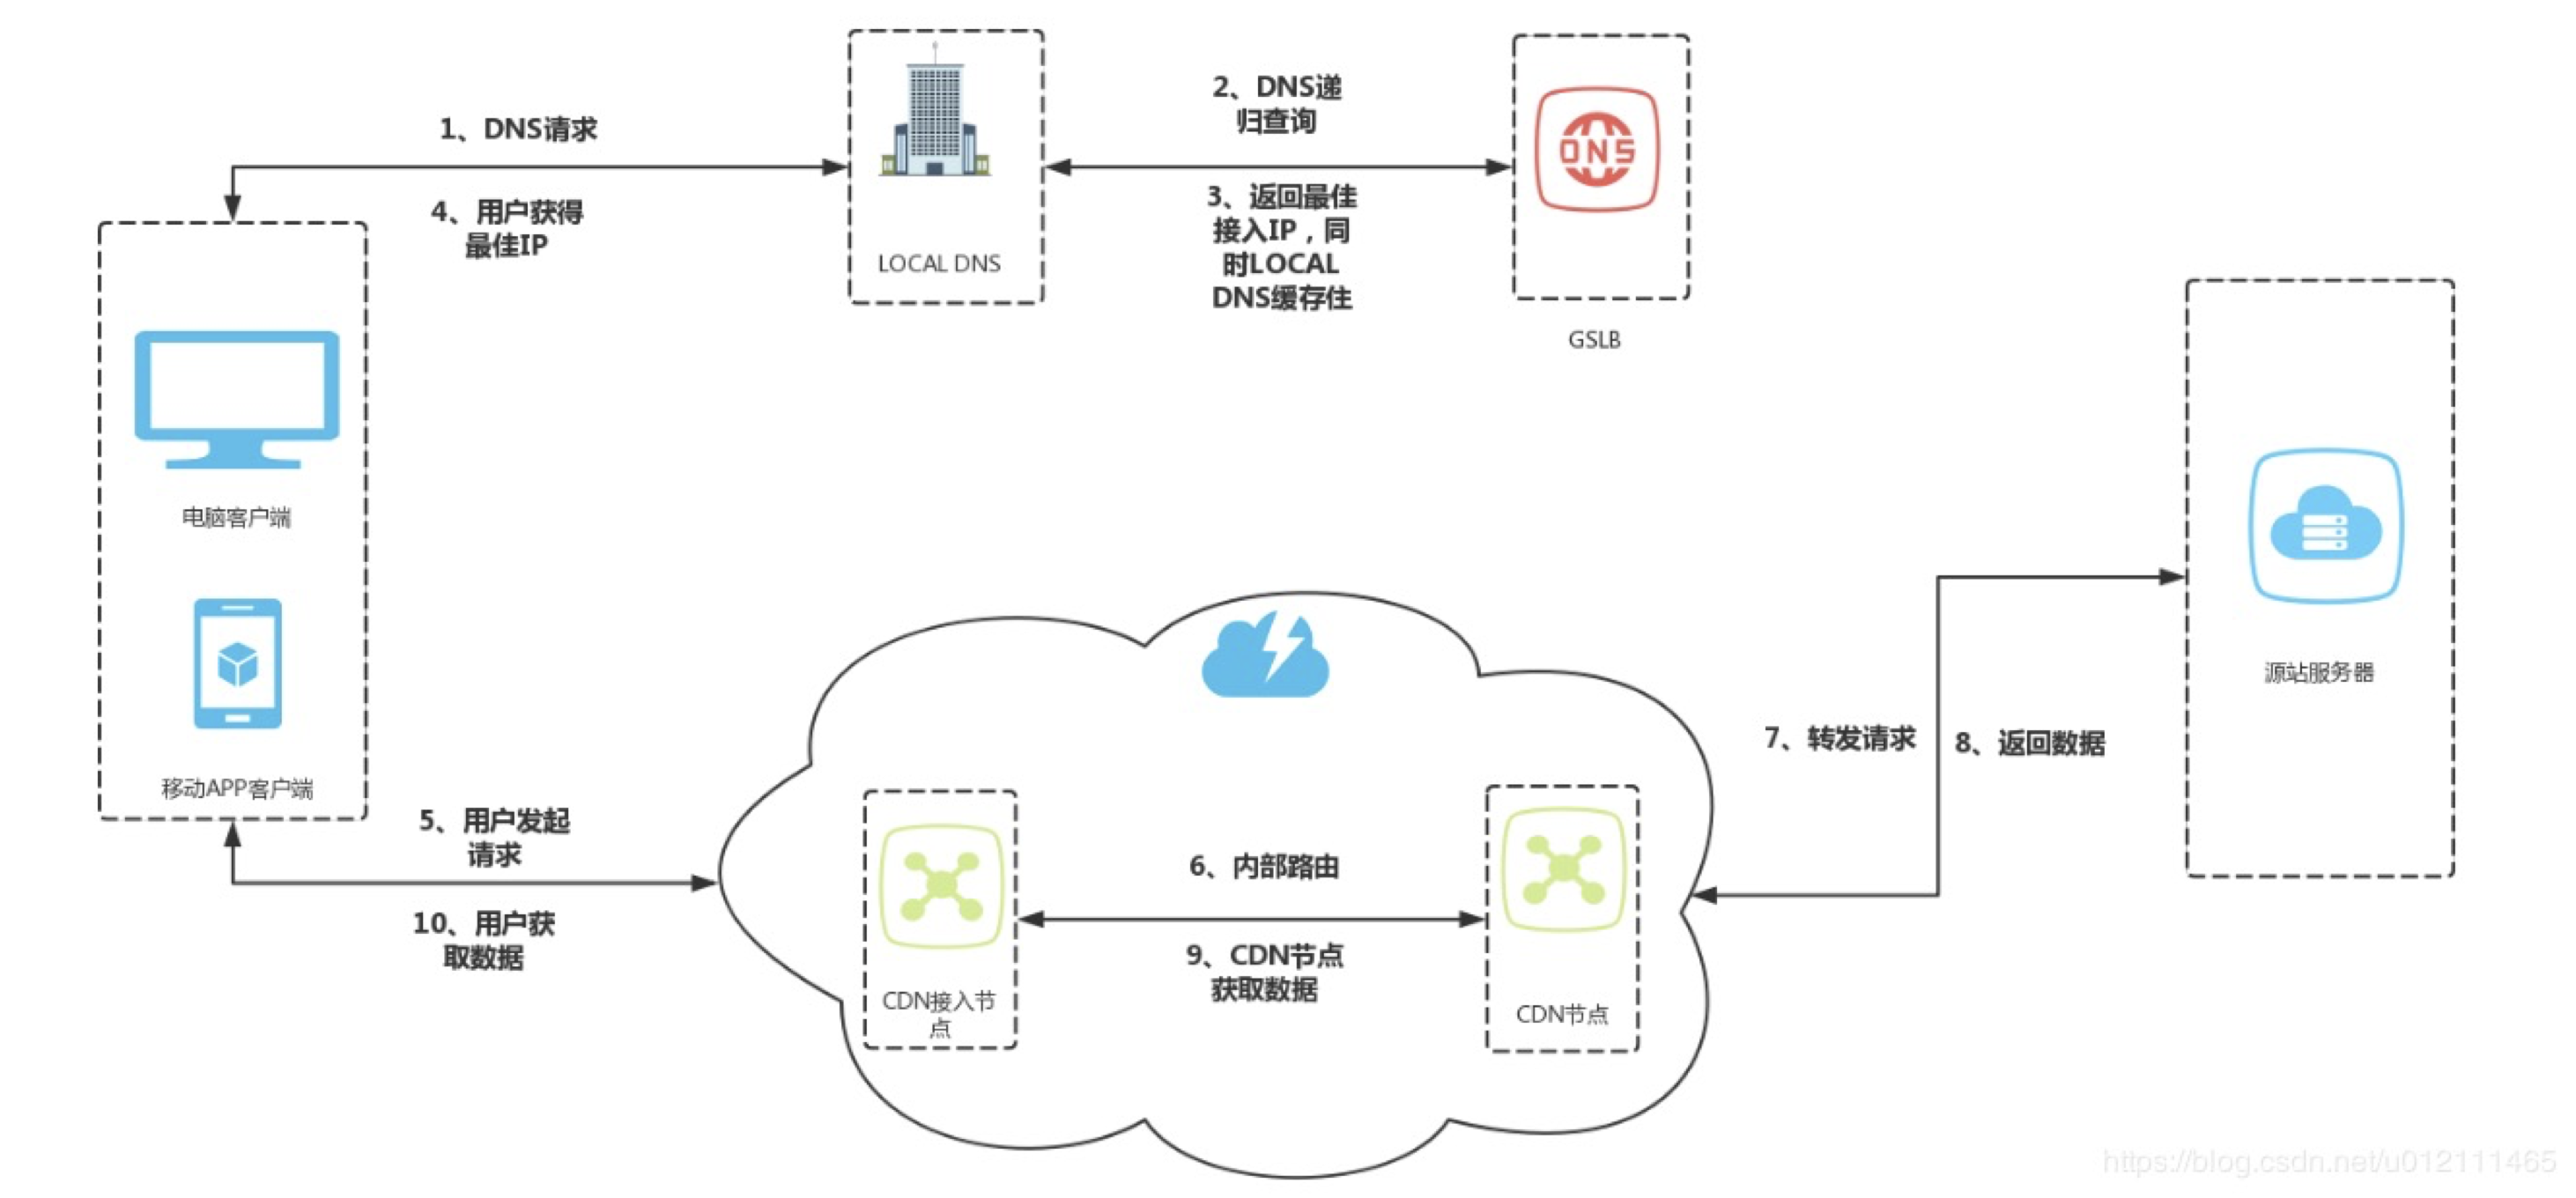 1、DNS请求
4、用户获得
最佳IP
LOCAL DNS
2、DNS递
归查询
3、返回最佳
接入IP，同
时LOCAL
DNS缓存住
DNS
GSLB
电脑客户端
移动APP客户端
5、用户发起
请求
10、用户获
取数据
CDN接入节
点
6、内部路由
9、CDN节点
获取数据
CDN节点
7、转发请求
8、返回数据
源站服务器
https://blog.csdn.net/u012111465